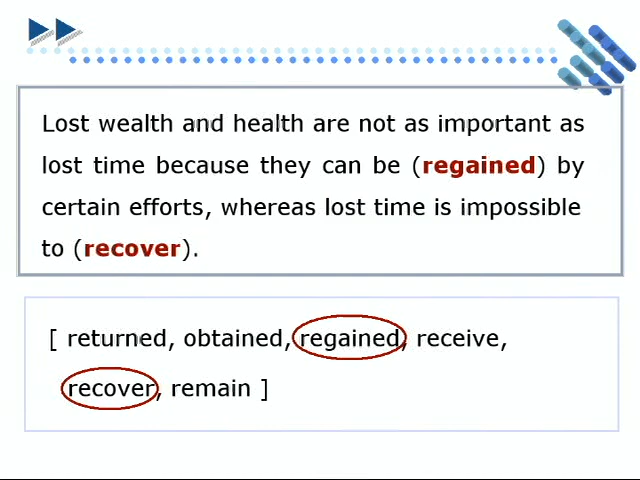 Lost wealth and health are not as important as
lost time because they can be (regained) by
certain efforts, whereas lost time is impossible
to (recover).
[ returned, obtained, regained, receive,
recover, remain ]